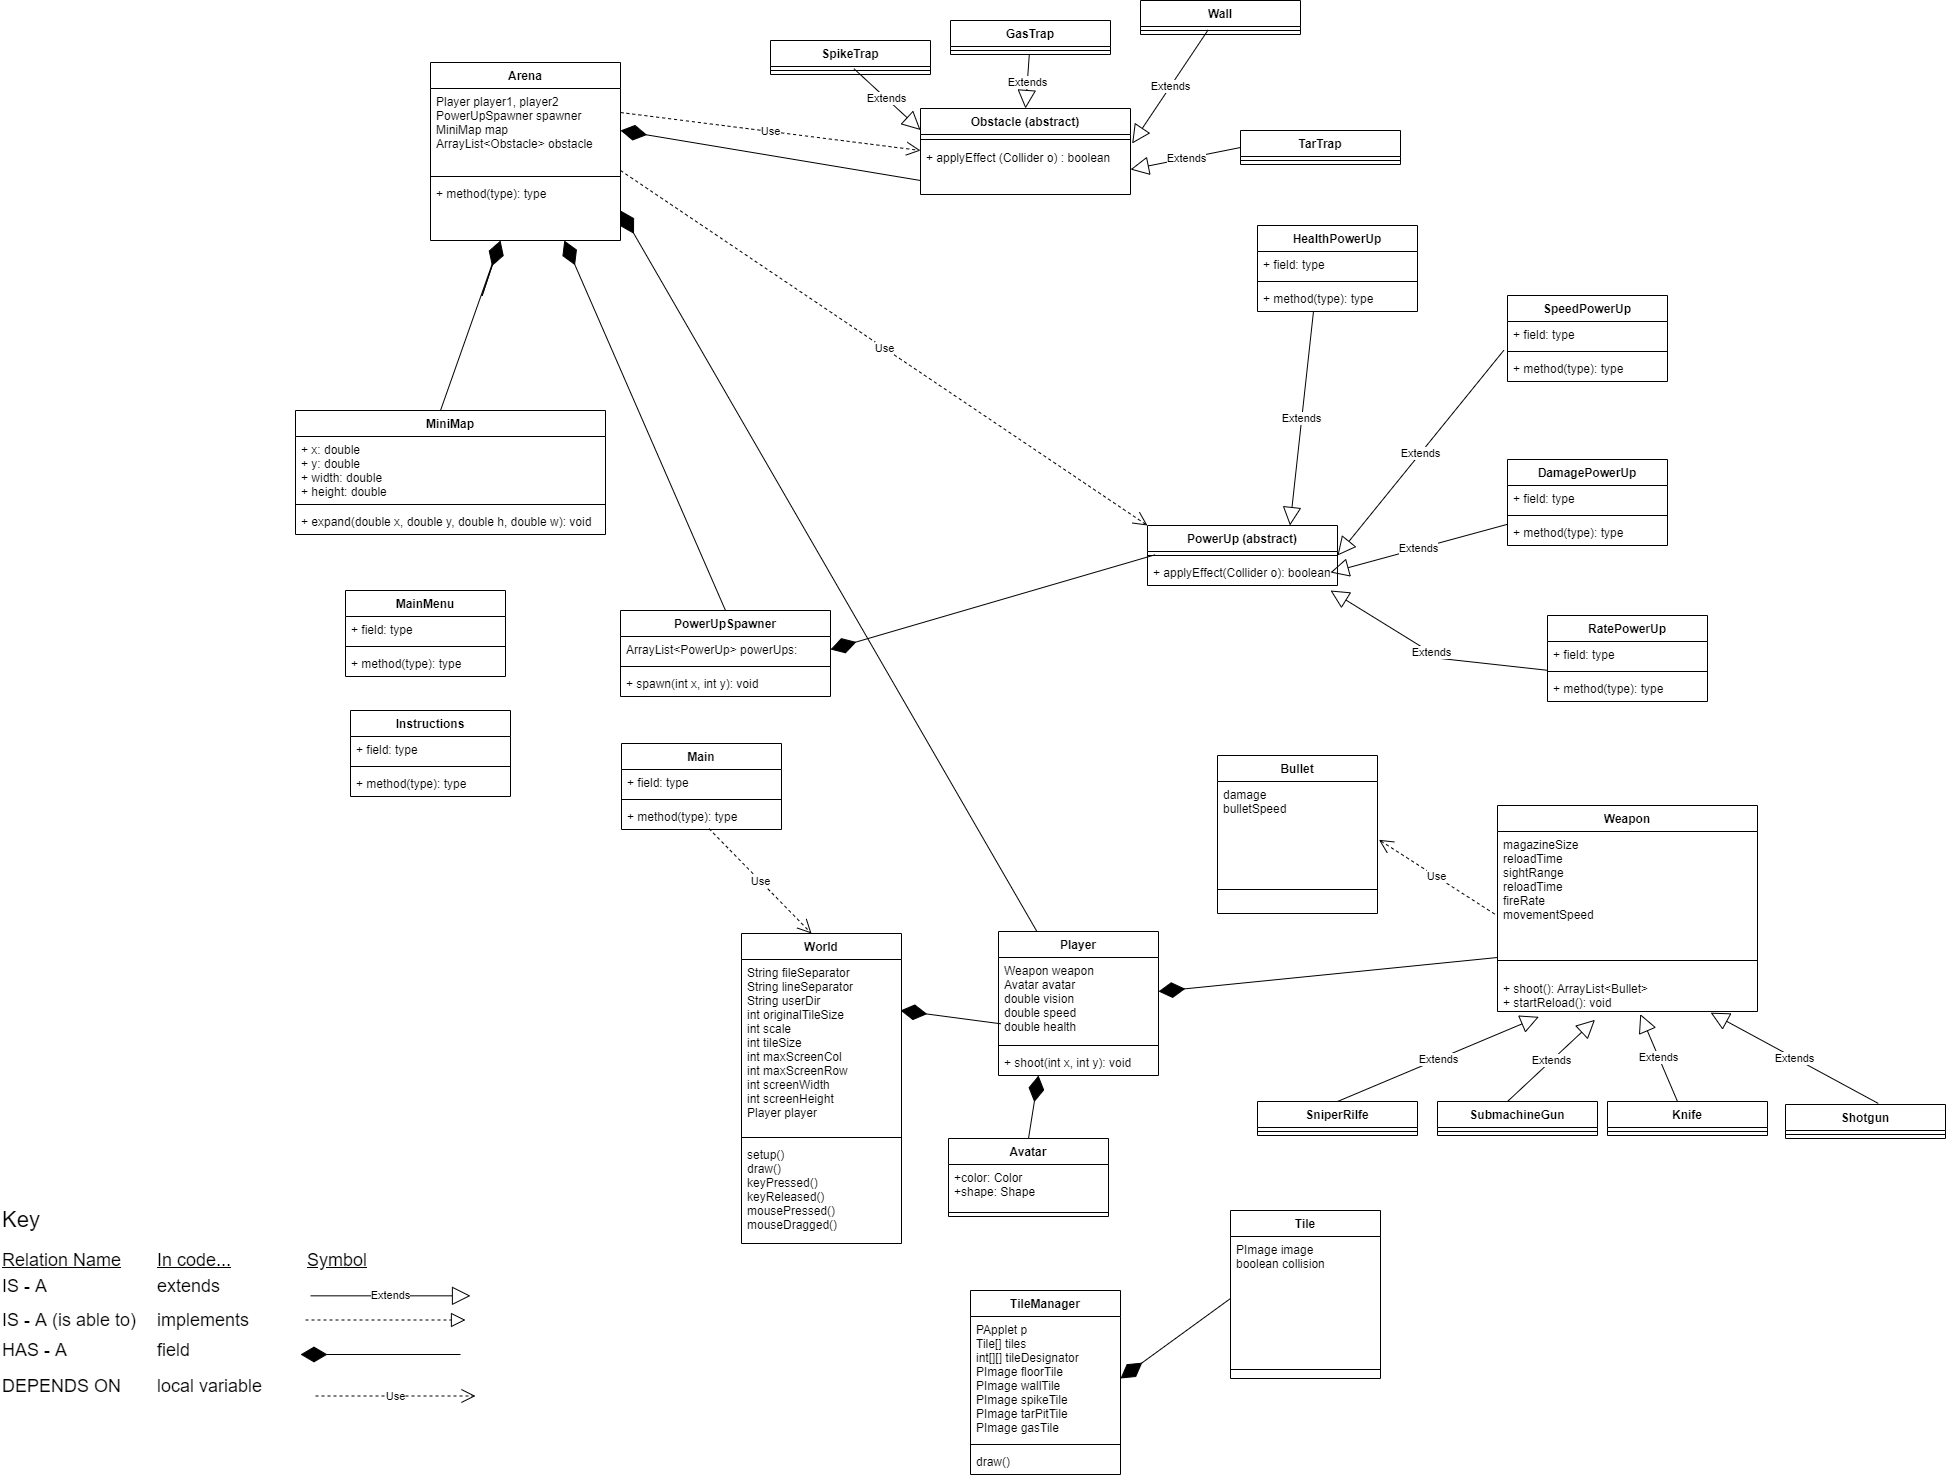 Wall
GasTrap
SpikeTrap
Arena
Player player1, player2
PowerUpSpawner spawner
MiniMap map
ArrayList<Obstacle> obstacle
+ method(type): type
Extends
Extends
Extends
Obstacle (abstract)
+ applyEffect (Collider o) : boolean
Use
TarTrap
Extends
HealthPowerUp
+ field: type
+ method(type): type
SpeedPowerUp
+ field: type
+ method(type): type
Use
Extends
Extends
MiniMap
+ x: double
+ y: double
+ width: double
+ height: double
+ expand(double x, double y, double h, double w): void
DamagePowerUp
+ field: type
+ method(type): type
PowerUp (abstract)
+ applyEffect(Collider o): boolean
Extends
MainMenu
+ field: type
+ method(type): type
PowerUpSpawner
ArrayList<PowerUp> powerUps:
+ spawn(int x, int y): void
RatePowerUp
+ field: type
+ method(type): type
Extends
Instructions
+ field: type
+ method(type): type
Main
+ field: type
+ method(type): type
Bullet
damage
bulletSpeed
Weapon
magazineSize
reloadTime
sightRange
reloadTime
fireRate
movementSpeed
+ shoot(): ArrayList<Bullet>
+ startReload(): void
Use
Use
World
String fileSeparator
String lineSeparator
String userDir
int originalTileSize
int scale
int tileSize
int maxScreenCol
int maxScreenRow
int screenWidth
int screenHeight
Player player
setup()
draw()
keyPressed()
keyReleased()
mousePressed()
mouseDragged()
Player
Weapon weapon
Avatar avatar
double vision
double speed
double health
+ shoot(int x, int y): void
Extends
Extends
Extends
Extends
SniperRilfe
SubmachineGun
Knife
Shotgun
Avatar
+color: Color
+shape: Shape
Tile
PImage image
boolean collision
TileManager
PApplet p
Tile[] tiles
int[][] tileDesignator
PImage floorTile
PImage wallTile
PImage spikeTile
PImage tarPitTile
PImage gasTile
draw()
Key
Relation Name In code... Symbol
IS - A extends Extends
IS - A (is able to) implements
HAS - A field
DEPENDS ON local variable Use